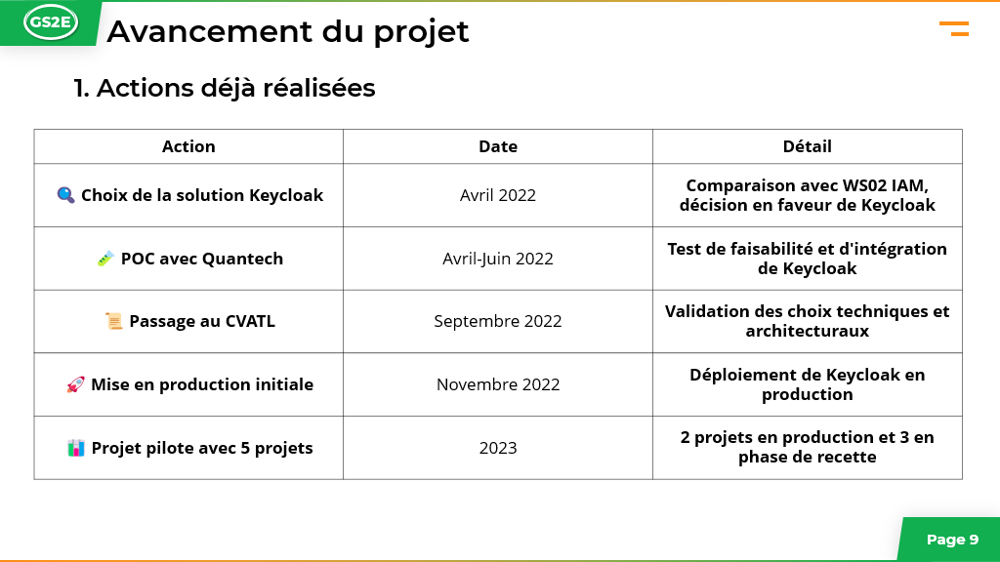 GS2E
Avancement du projet
1. Actions déjà réalisées
Action
Date
Détail
Choix de la solution Keycloak
Avril 2022
Comparaison avec WS02 IAM,
décision en faveur de Keycloak
POC avec Quantech
Avril-Juin 2022
Test de faisabilité et d'intégration
de Keycloak
Passage au CVATL
Septembre 2022
Validation des choix techniques et
architecturaux
Mise en production initiale
Novembre 2022
Déploiement de Keycloak en
production
Projet pilote avec 5 projets
2023
2 projets en production et 3 en
phase de recette
Page 9